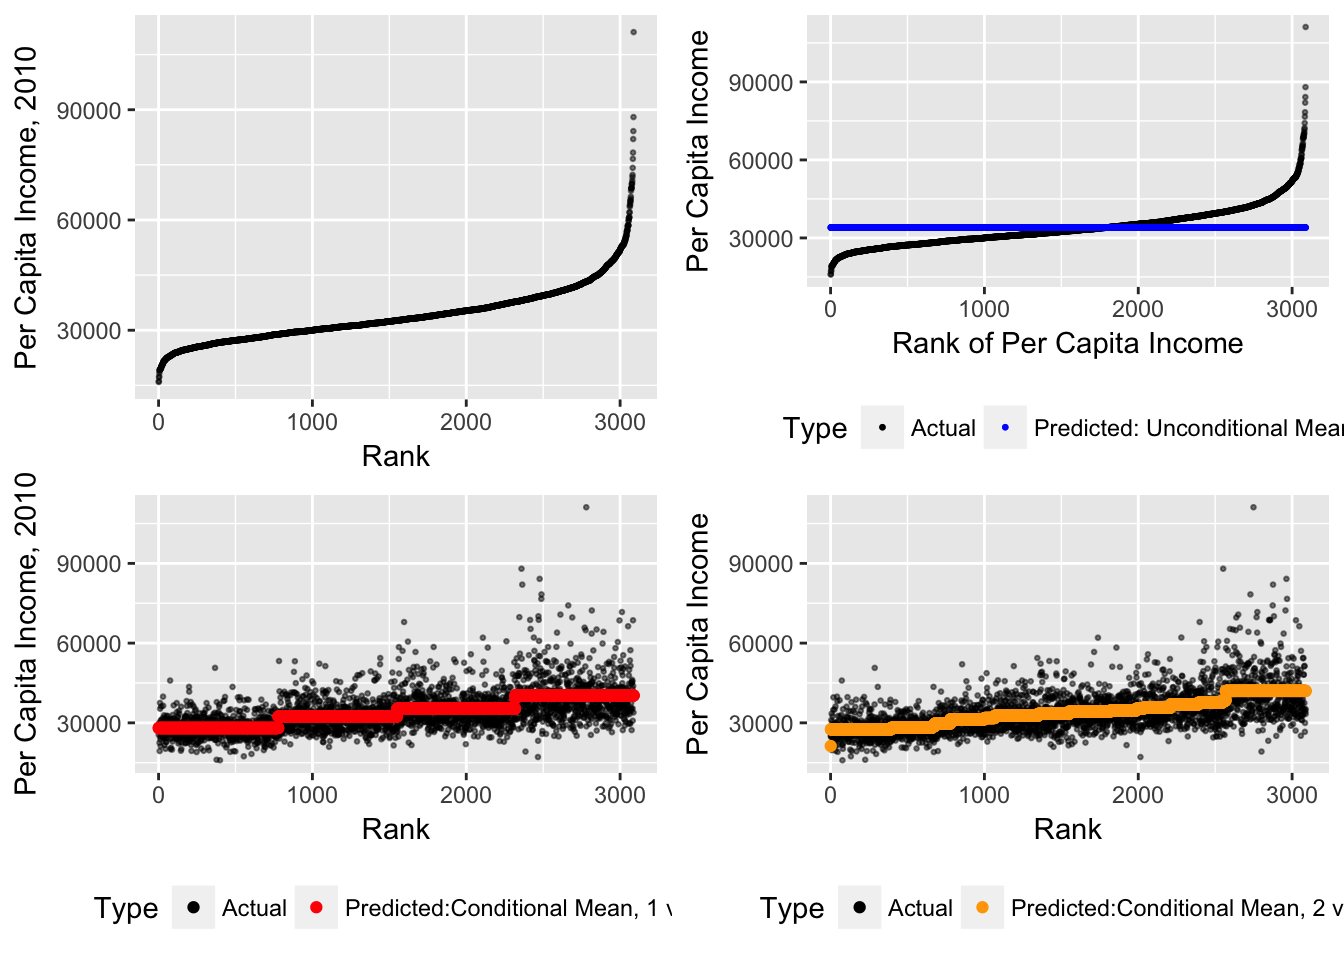 Per Capita Income, 2010
90000
60000
30000
0 1000 2000 3000
Rank
Per Capita Income
90000
60000
30000
0 1000 2000 3000
Rank of Per Capita Income
Type Actual Predicted: Unconditional Mean
Per Capita Income, 2010
90000
60000
30000
0 1000 2000 3000
Rank
Type Actual Predicted:Conditional Mean, 1 v
Per Capita Income
90000
60000
30000
0 1000 2000 3000
Rank
Type Actual Predicted:Conditional Mean, 2 v